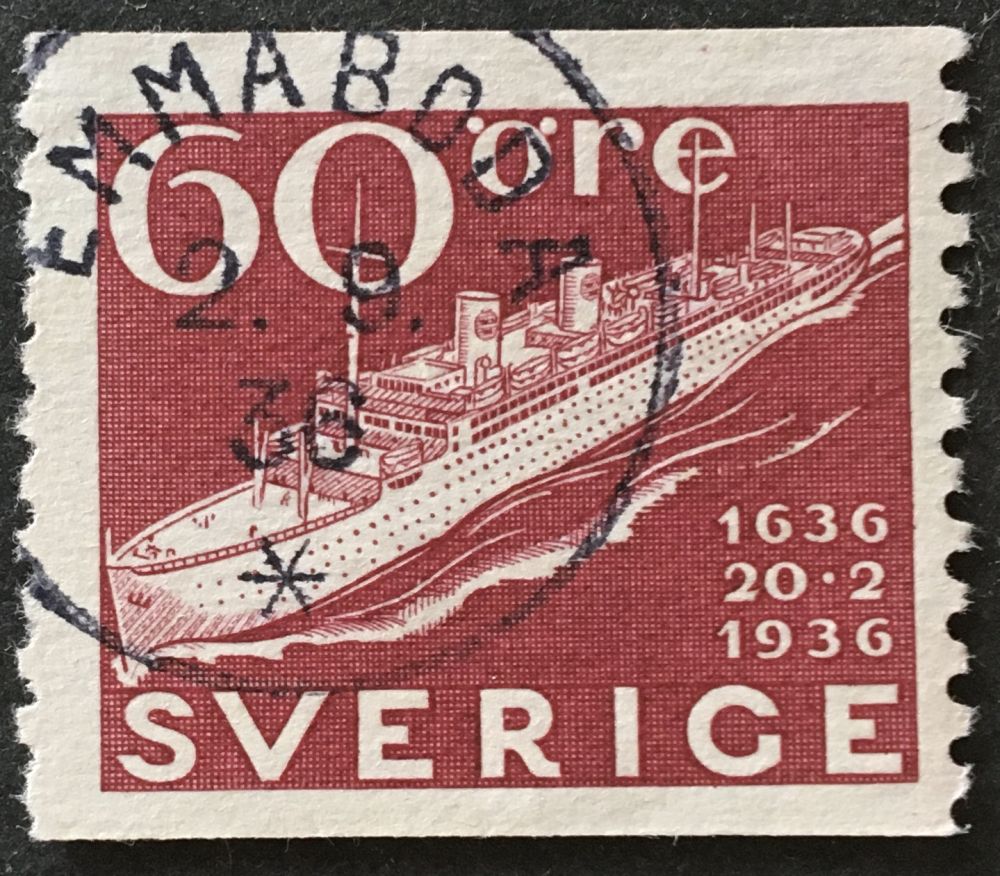 60 öre
EMMABODA
2. 9.
36
1636
20·2
1936
SVERIGE